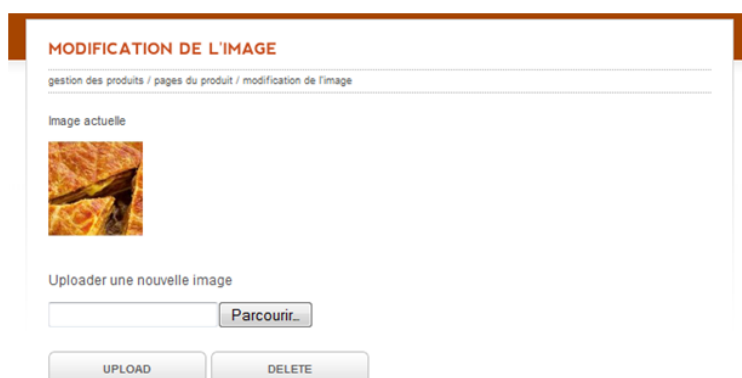 MODIFICATION DE L'IMAGE
gestion des produits / pages du produit / modification de l'image
Image actuelle
Uploader une nouvelle image
Parcourir...
UPLOAD DELETE